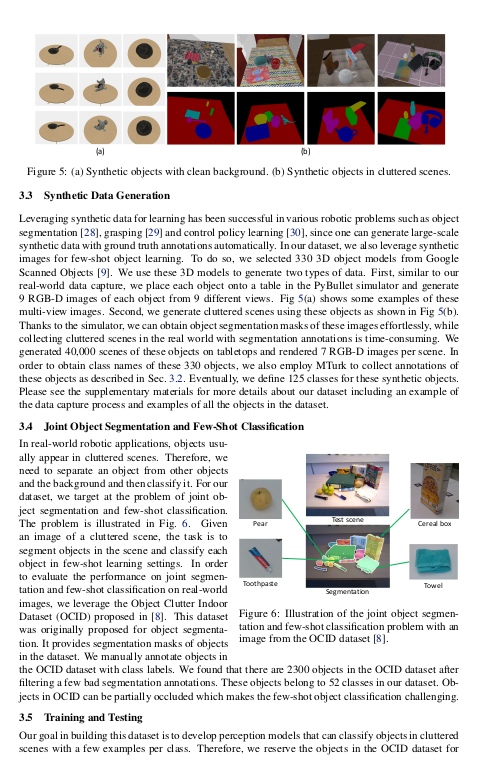 (a)
(b)
Figure 5: (a) Synthetic objects with clean background. (b) Synthetic objects in cluttered scenes.
3.3 Synthetic Data Generation
Leveraging synthetic data for learning has been successful in various robotic problems such as object
segmentation [28], grasping [29] and control policy learning [30], since one can generate large-scale
synthetic data with ground truth annotations automatically. In our dataset, we also leverage synthetic
images for few-shot object learning. To do so, we selected 330 3D object models from Google
Scanned Objects [9]. We use these 3D models to generate two types of data. First, similar to our
real-world data capture, we place each object onto a table in the PyBullet simulator and generate
9 RGB-D images of each object from 9 different views. Fig 5(a) shows some examples of these
multi-view images. Second, we generate cluttered scenes using these objects as shown in Fig 5(b).
Thanks to the simulator, we can obtain object segmentation masks of these images effortlessly, while
collecting cluttered scenes in the real world with segmentation annotations is time-consuming. We
generated 40,000 scenes of these objects on tabletops and rendered 7 RGB-D images per scene. In
order to obtain class names of these 330 objects, we also employ MTurk to collect annotations of
these objects as described in Sec. 3.2. Eventually, we define 125 classes for these synthetic objects.
Please see the supplementary materials for more details about our dataset including an example of
the data capture process and examples of all the objects in the dataset.
3.4 Joint Object Segmentation and Few-Shot Classification
In real-world robotic applications, objects usu-
ally appear in cluttered scenes. Therefore, we
need to separate an object from other objects
and the background and then classify it. For our
dataset, we target at the problem of joint ob-
ject segmentation and few-shot classification.
The problem is illustrated in Fig. 6. Given
an image of a cluttered scene, the task is to
segment objects in the scene and classify each
object in few-shot learning settings. In order
to evaluate the performance on joint segmen-
tation and few-shot classification on real-world
images, we leverage the Object Clutter Indoor
Dataset (OCID) proposed in [8]. This dataset
was originally proposed for object segmenta-
tion. It provides segmentation masks of objects
in the dataset. We manually annotate objects in
the OCID dataset with class labels. We found that there are 2300 objects in the OCID dataset after
filtering a few bad segmentation annotations. These objects belong to 52 classes in our dataset. Ob-
jects in OCID can be partially occluded which makes the few-shot object classification challenging.
Pear
Test scene
Cereal box
Toothpaste
Segmentation
Towel
Figure 6: Illustration of the joint object segmen-
tation and few-shot classification problem with an
image from the OCID dataset [8].
3.5 Training and Testing
Our goal in building this dataset is to develop perception models that can classify objects in cluttered
scenes with a few examples per class. Therefore, we reserve the objects in the OCID dataset for